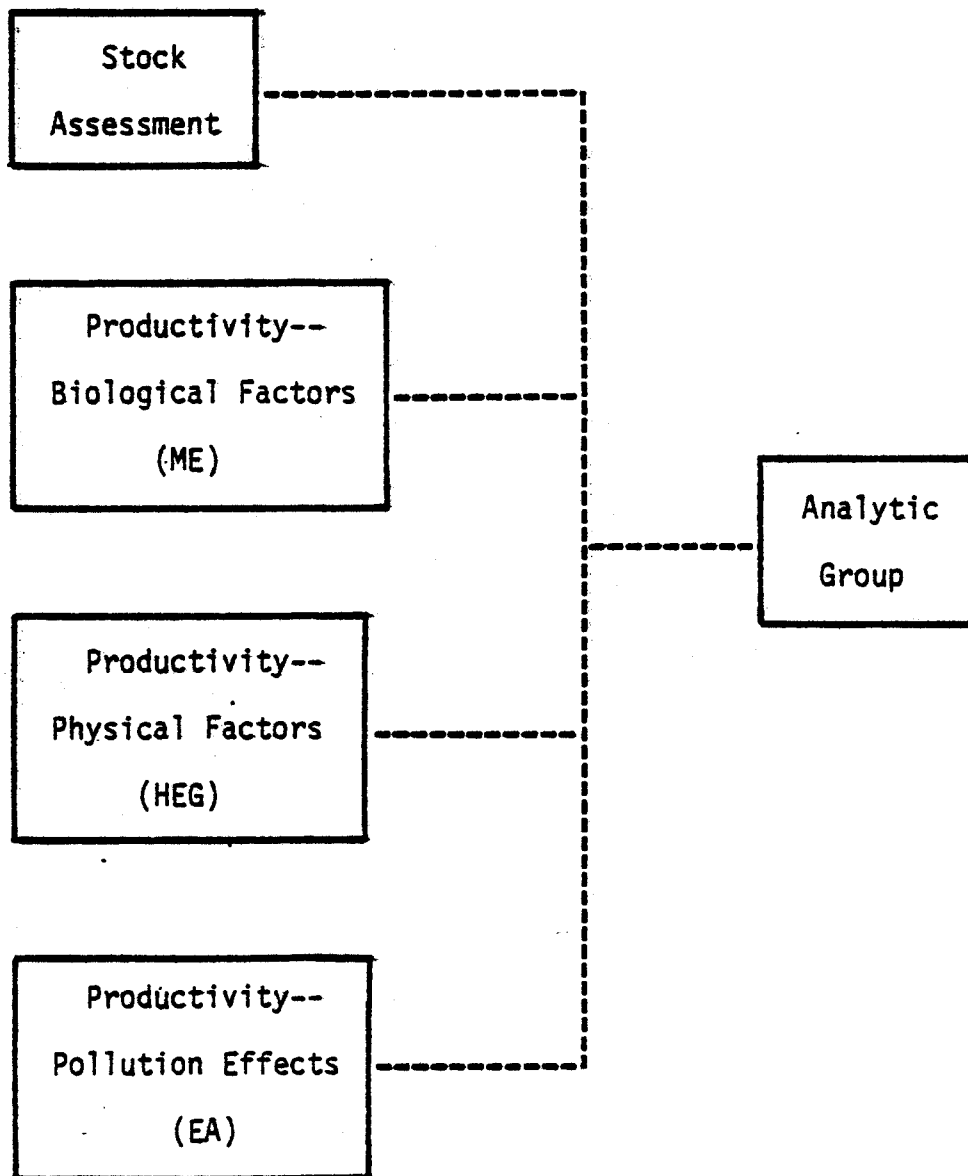 Stock
Assessment
Productivity--
Biological Factors
(ME)
Productivity--
Physical Factors
(HEG)
Productivity--
Pollution Effects
(EA)
Analytic
Group